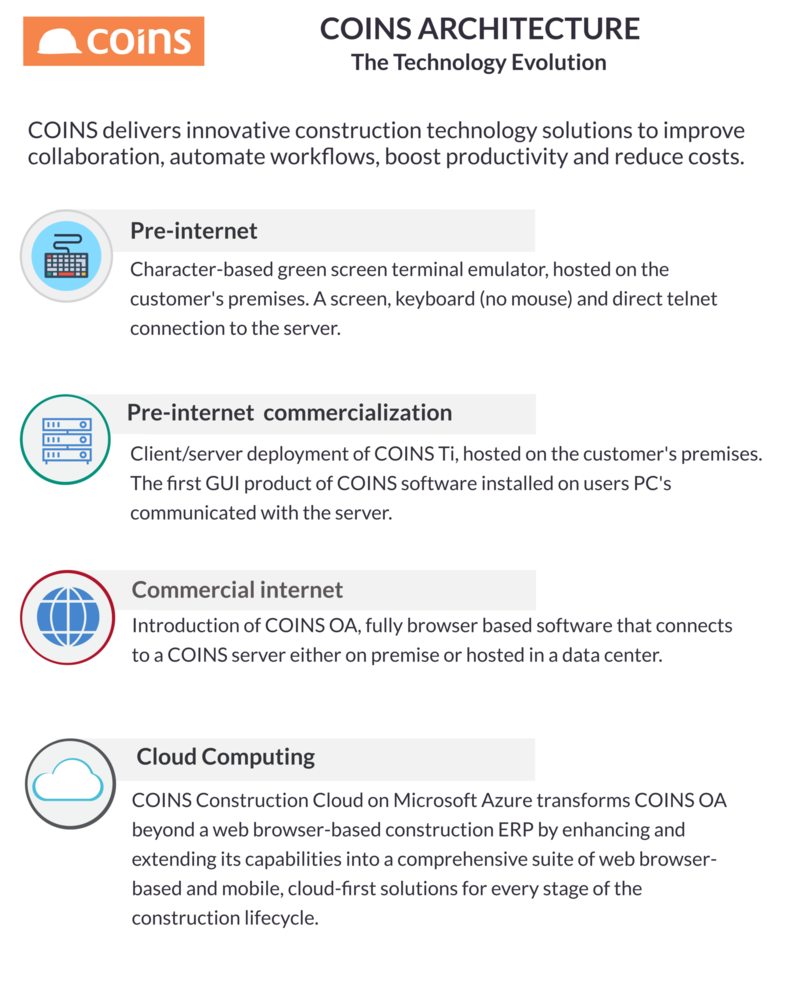 coins
COINS ARCHITECTURE
The Technology Evolution
COINS delivers innovative construction technology solutions to improve
collaboration, automate workflows, boost productivity and reduce costs.
Pre-internet
Character-based green screen terminal emulator, hosted on the
customer's premises. A screen, keyboard (no mouse) and direct telnet
connection to the server.
Pre-internet commercialization
Client/server deployment of COINS Ti, hosted on the customer's premises.
The first GUI product of COINS software installed on users PC's
communicated with the server.
Commercial internet
Introduction of COINS OA, fully browser based software that connects
to a COINS server either on premise or hosted in a data center.
Cloud Computing
COINS Construction Cloud on Microsoft Azure transforms COINS OA
beyond a web browser-based construction ERP by enhancing and
extending its capabilities into a comprehensive suite of web browser-
based and mobile, cloud-first solutions for every stage of the
construction lifecycle.